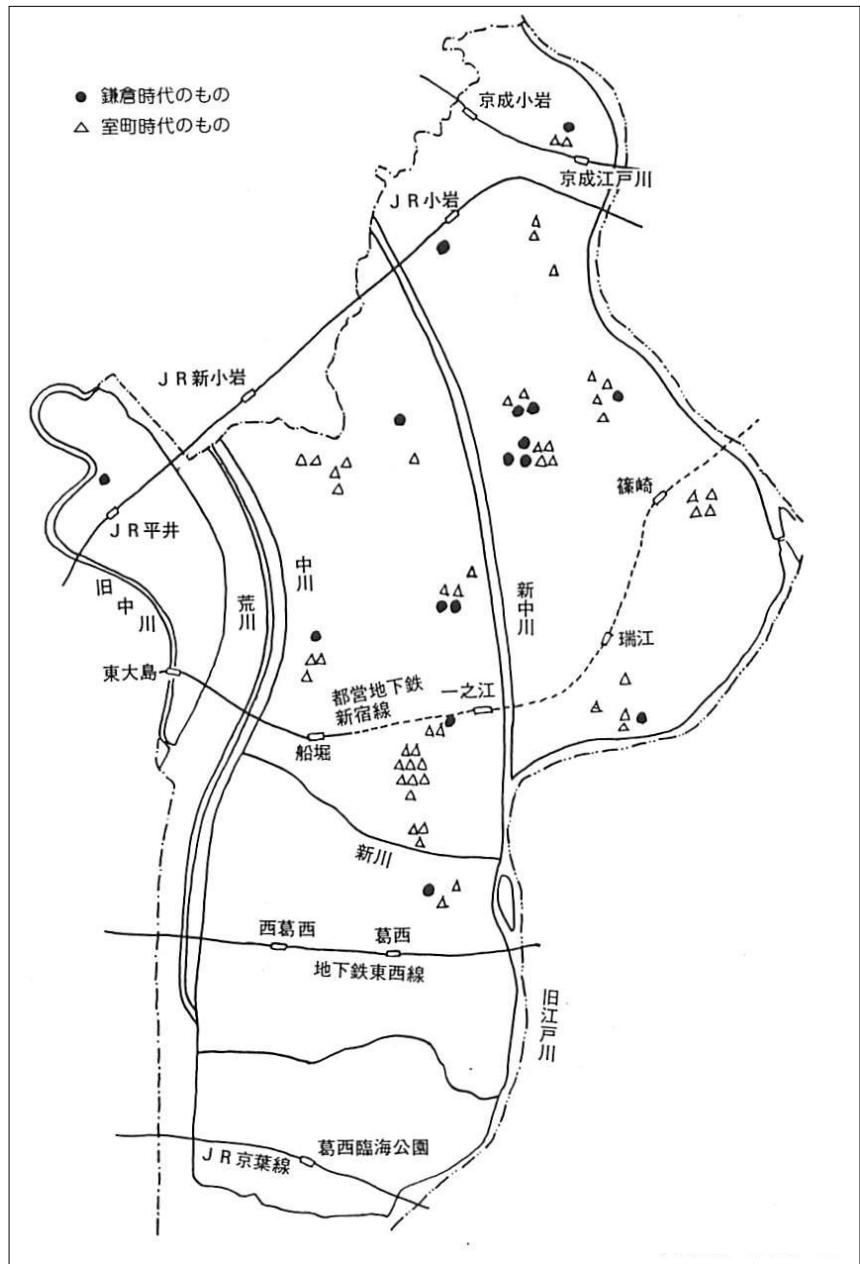 鎌倉時代のもの
室町時代のもの
京成小岩
京成江戸川
JR小岩
JR新小岩
篠崎
JR平井
旧中川
荒川
中川
新中川
瑞江
東大島
都営地下鉄
新宿線
一之江
船堀
新川
西葛西
葛西
地下鉄東西線
旧江戸川
葛西臨海公園
JR京葉線